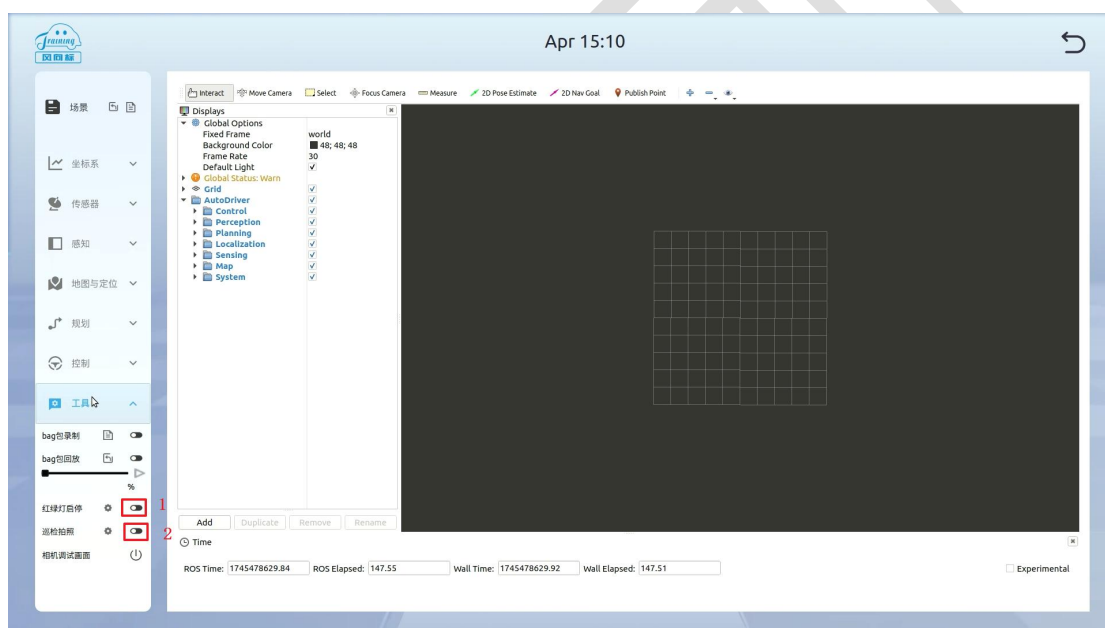 Training
风向标
Apr 15:10
场景
坐标系
传感器
感知
地图与定位
规划
控制
工具
bag包录制
bag包回放
%
红绿灯启停
1
巡检拍照
2
相机调试画面
Interact Move Camera Select Focus Camera Measure 2D Pose Estimate 2D Nav Goal Publish Point
Displays
Global Options
Fixed Frame world
Background Color 48; 48; 48
Frame Rate 30
Default Light
Global Status: Warn
Grid
AutoDriver
Control
Perception
Planning
Localization
Sensing
Map
System
Add Duplicate Remove Rename
Time
ROS Time: 1745478629.84 ROS Elapsed: 147.55 Wall Time: 1745478629.92 Wall Elapsed: 147.51 Experimental